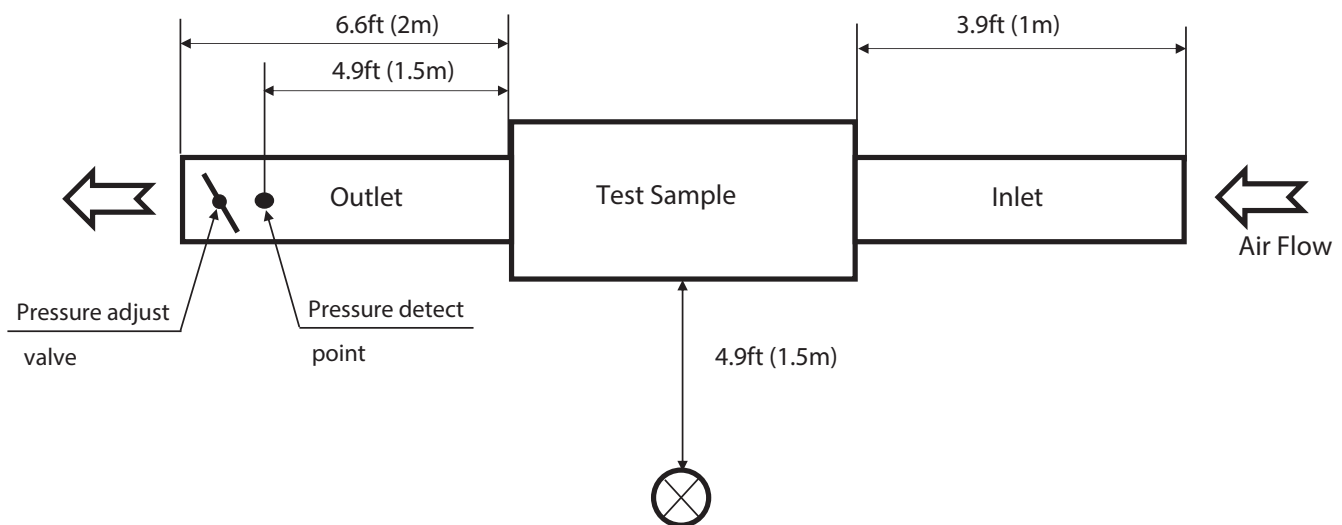 6.6ft (2m)
3.9ft (1m)
4.9ft (1.5m)
Outlet
Test Sample
Inlet
Air Flow
Pressure adjust
valve
Pressure detect
point
4.9ft (1.5m)